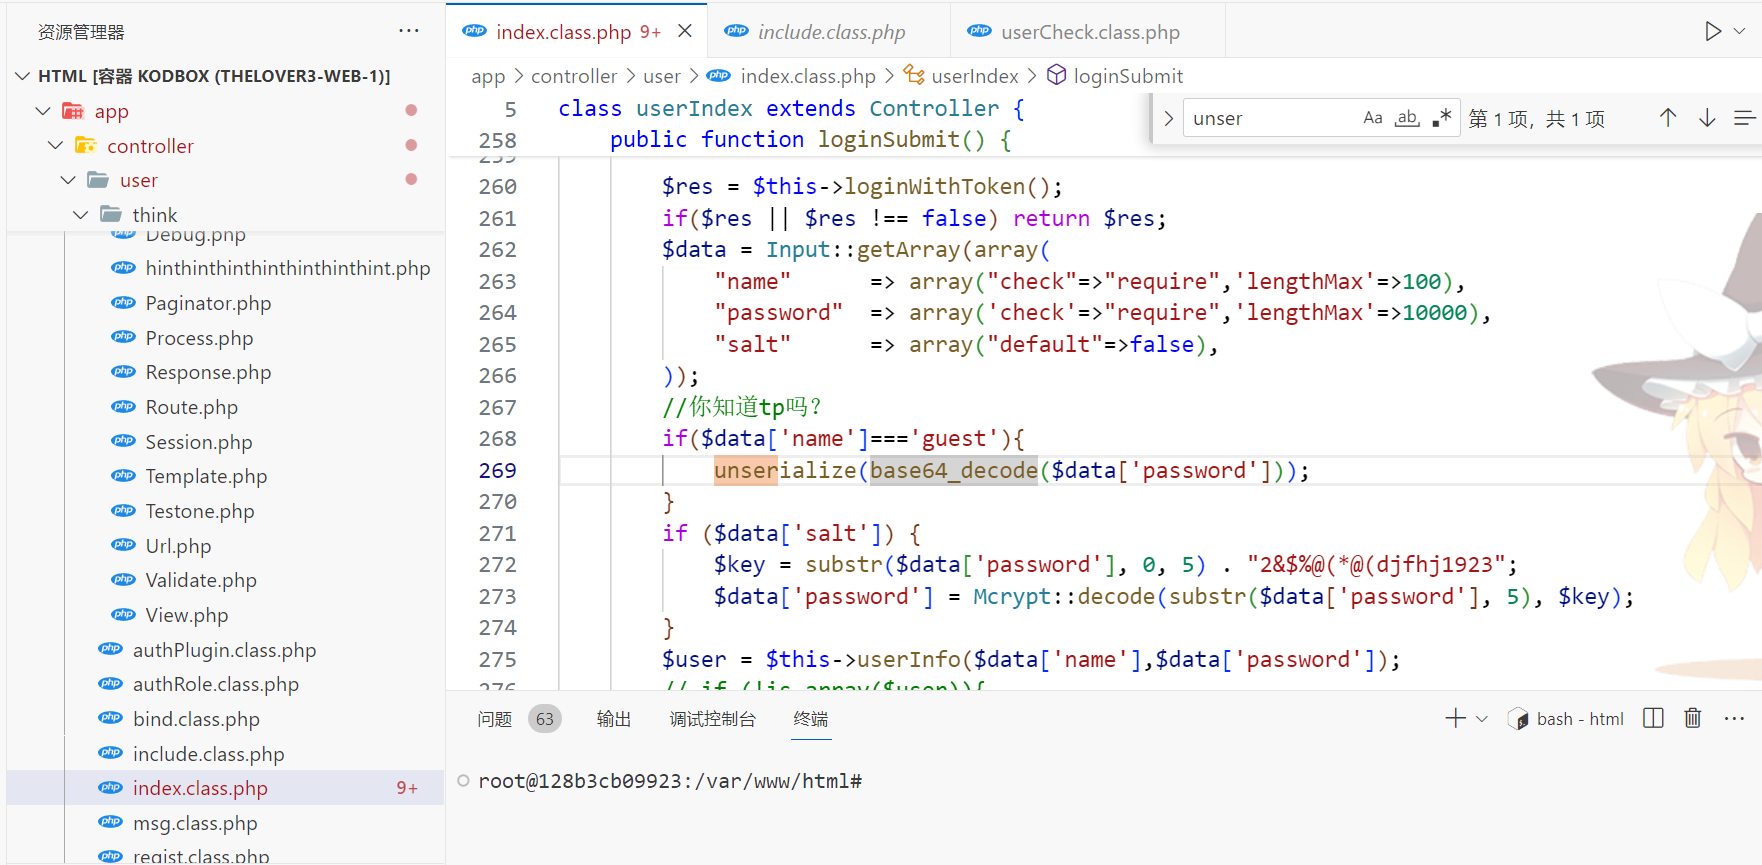 资源管理器 ···
HTML [容器 KODBOX (THELOVER3-WEB-1)]
app
controller
user
think
Debug.php
hinthinthinthinthinthinthint.php
Paginator.php
Process.php
Response.php
Route.php
Session.php
Template.php
Testone.php
Url.php
Validate.php
View.php
authPlugin.class.php
authRole.class.php
bind.class.php
include.class.php
index.class.php 9+
msg.class.php
regist.class.php
php index.class.php 9+
php include.class.php
php userCheck.class.php
app > controller > user > php index.class.php > userIndex > loginSubmit
unser Aa ab .* 第 1 项，共 1 项
5 class userIndex extends Controller {
258 public function loginSubmit() {
259
260 $res = $this->loginWithToken();
261 if($res || $res !== false) return $res;
262 $data = Input::getArray(array(
263 "name" => array("check"=>"require",'lengthMax'=>100),
264 "password" => array('check'=>"require",'lengthMax'=>10000),
265 "salt" => array("default"=>false),
266 ));
267 //你知道tp吗？
268 if($data['name']==='guest'){
269 unserialize(base64_decode($data['password']));
270 }
271 if ($data['salt']) {
272 $key = substr($data['password'], 0, 5) . "2&$%@(*@(djfhj1923";
273 $data['password'] = Mcrypt::decode(substr($data['password'], 5), $key);
274 }
275 $user = $this->userInfo($data['name'],$data['password']);
276 // if (!is_array($user)){
问题 63 输出 调试控制台 终端
bash - html ···
root@128b3cb09923:/var/www/html#